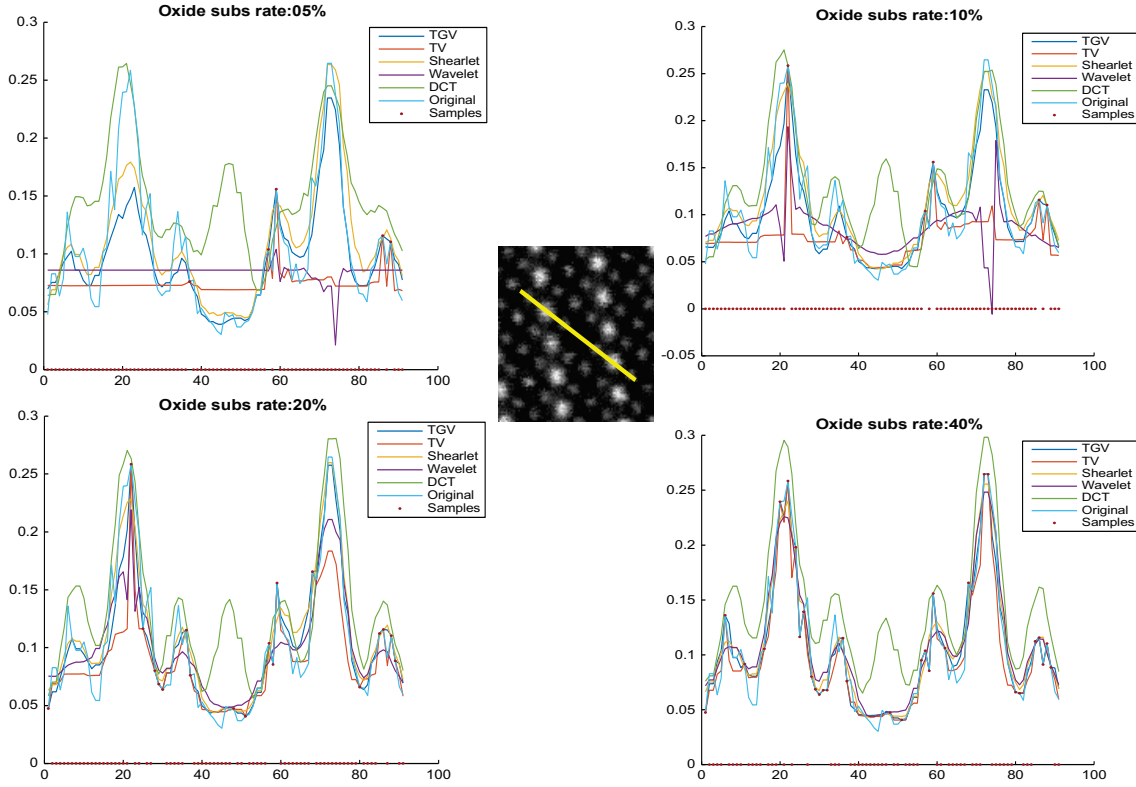 Oxide subs rate:05%
0.3
0.25
0.2
0.15
0.1
0.05
0
0
20
40
60
80
100
TGV
TV
Shearlet
Wavelet
DCT
Original
Samples
Oxide subs rate:10%
0.3
0.25
0.2
0.15
0.1
0.05
0
-0.05
0
20
40
60
80
100
TGV
TV
Shearlet
Wavelet
DCT
Original
Samples
Oxide subs rate:20%
0.3
0.25
0.2
0.15
0.1
0.05
0
0
20
40
60
80
100
TGV
TV
Shearlet
Wavelet
DCT
Original
Samples
Oxide subs rate:40%
0.3
0.25
0.2
0.15
0.1
0.05
0
0
20
40
60
80
100
TGV
TV
Shearlet
Wavelet
DCT
Original
Samples